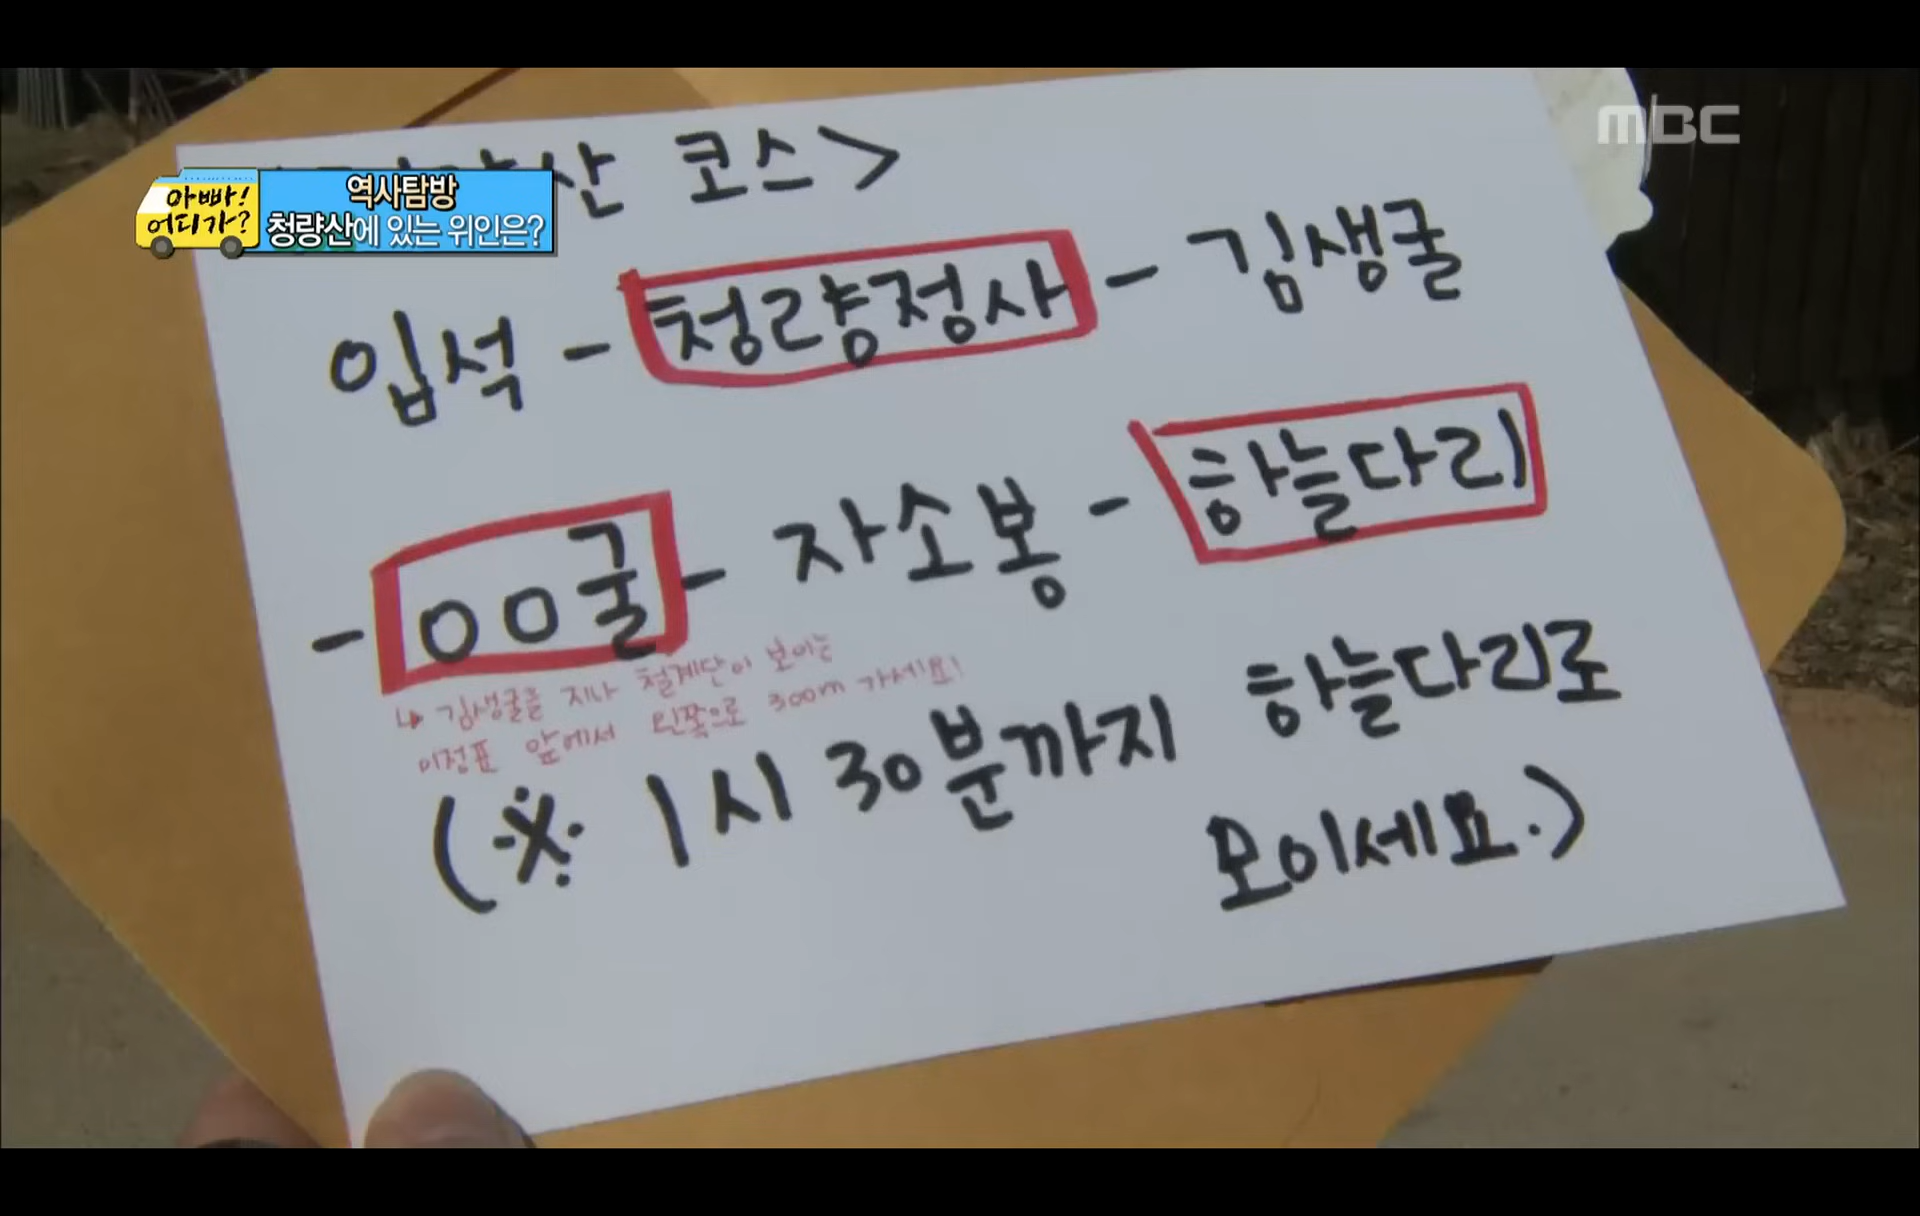 MBC
아빠!
어디가?
역사탐방
청량산에 있는 위인은?
산 코스>
입석 - 청량정사 - 김생굴
- OO굴 - 자소봉 - 하늘다리
↳ 김생굴을 지나 철계단이 보이는
이정표 앞에서 왼쪽으로 300m 가세요!
(※ 1시 30분까지 하늘다리로
모이세요.)